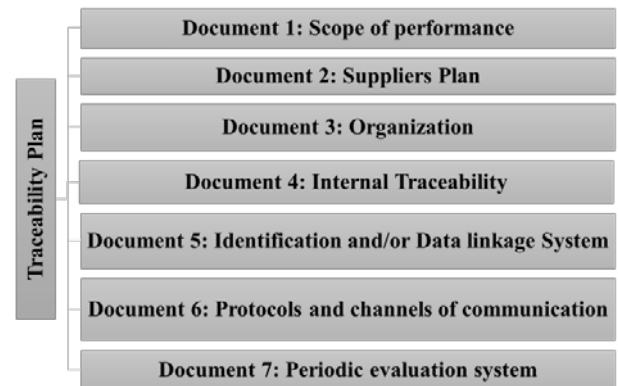 Traceability Plan
Document 1: Scope of performance
Document 2: Suppliers Plan
Document 3: Organization
Document 4: Internal Traceability
Document 5: Identification and/or Data linkage System
Document 6: Protocols and channels of communication
Document 7: Periodic evaluation system